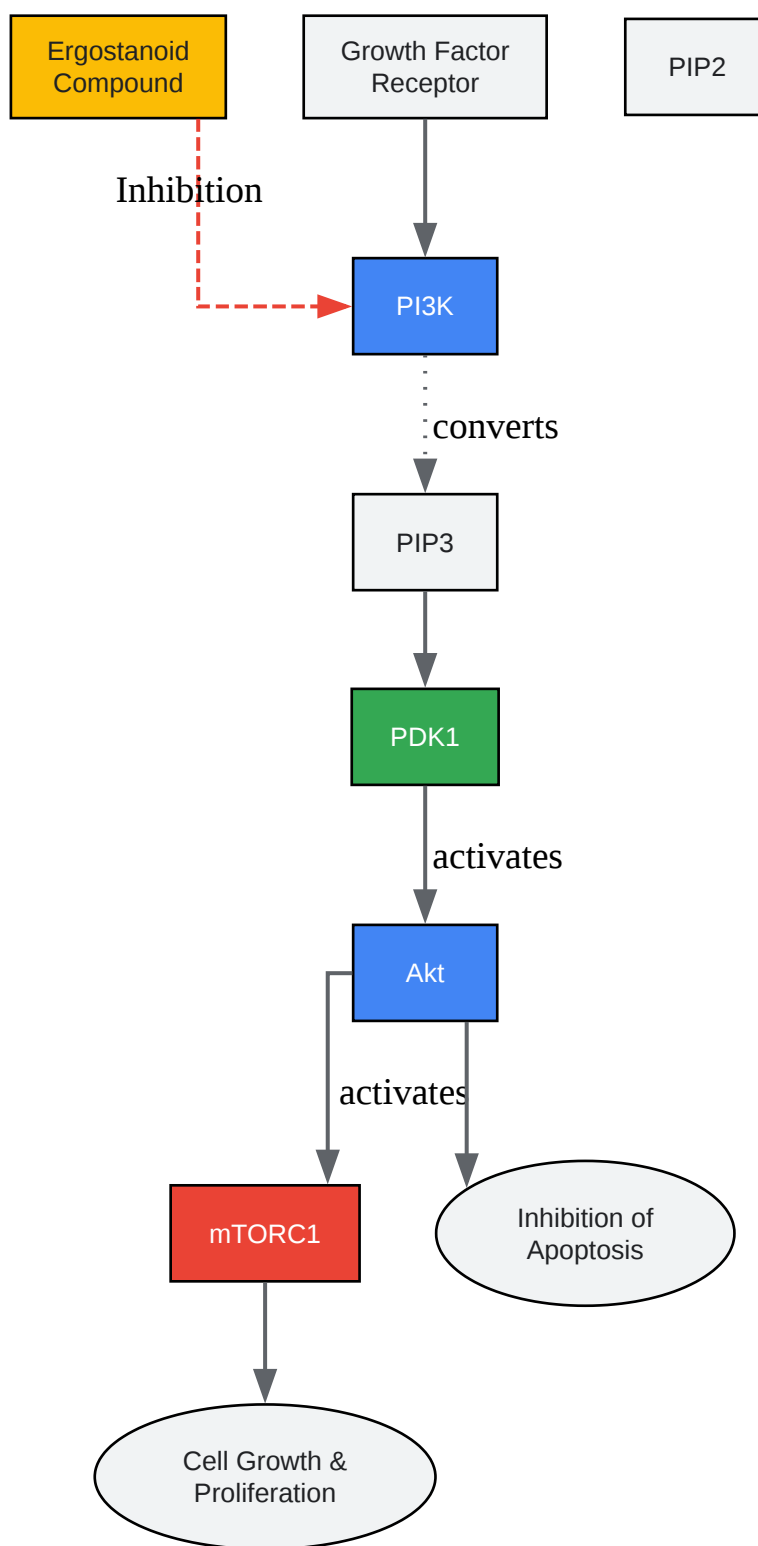 Ergostanoid
Compound
Growth Factor
Receptor
PIP2
Inhibition
PI3K
converts
PIP3
PDK1
activates
Akt
activates
mTORC1
Inhibition of
Apoptosis
Cell Growth &
Proliferation